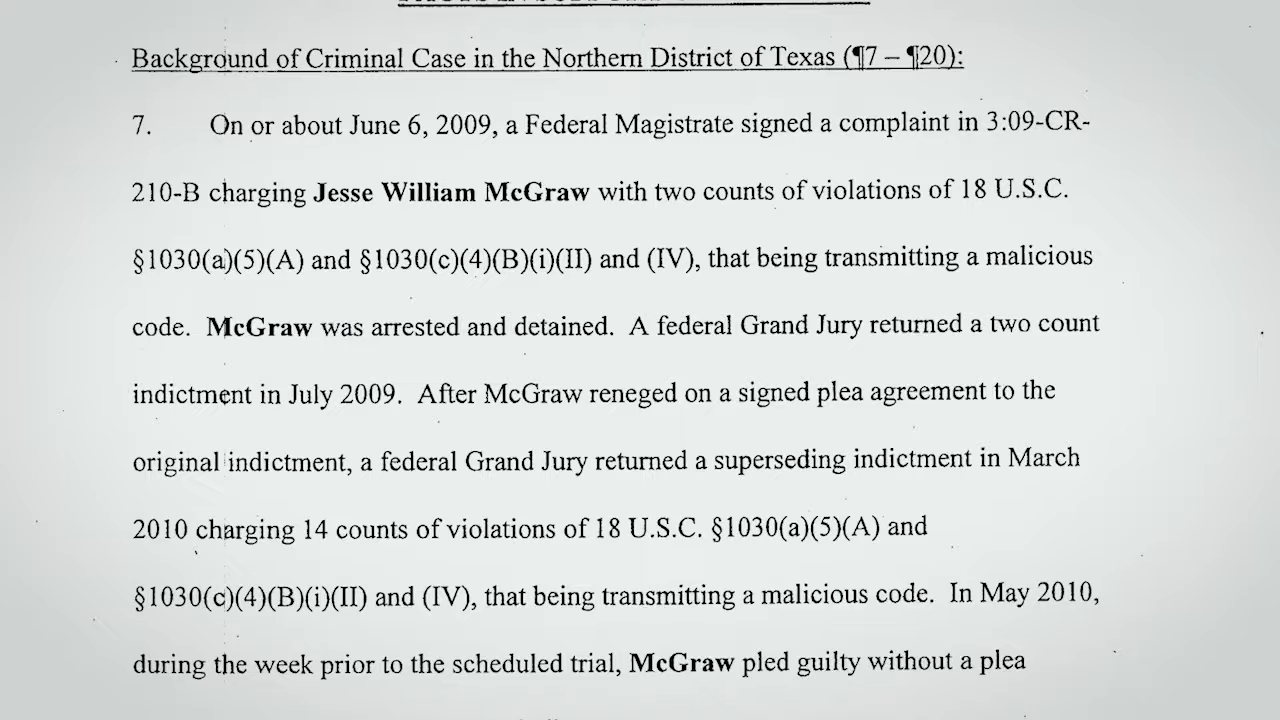 Background of Criminal Case in the Northern District of Texas (¶7 – ¶20):
7. On or about June 6, 2009, a Federal Magistrate signed a complaint in 3:09-CR-
210-B charging Jesse William McGraw with two counts of violations of 18 U.S.C.
§1030(a)(5)(A) and §1030(c)(4)(B)(i)(II) and (IV), that being transmitting a malicious
code. McGraw was arrested and detained. A federal Grand Jury returned a two count
indictment in July 2009. After McGraw reneged on a signed plea agreement to the
original indictment, a federal Grand Jury returned a superseding indictment in March
2010 charging 14 counts of violations of 18 U.S.C. §1030(a)(5)(A) and
§1030(c)(4)(B)(i)(II) and (IV), that being transmitting a malicious code. In May 2010,
during the week prior to the scheduled trial, McGraw pled guilty without a plea